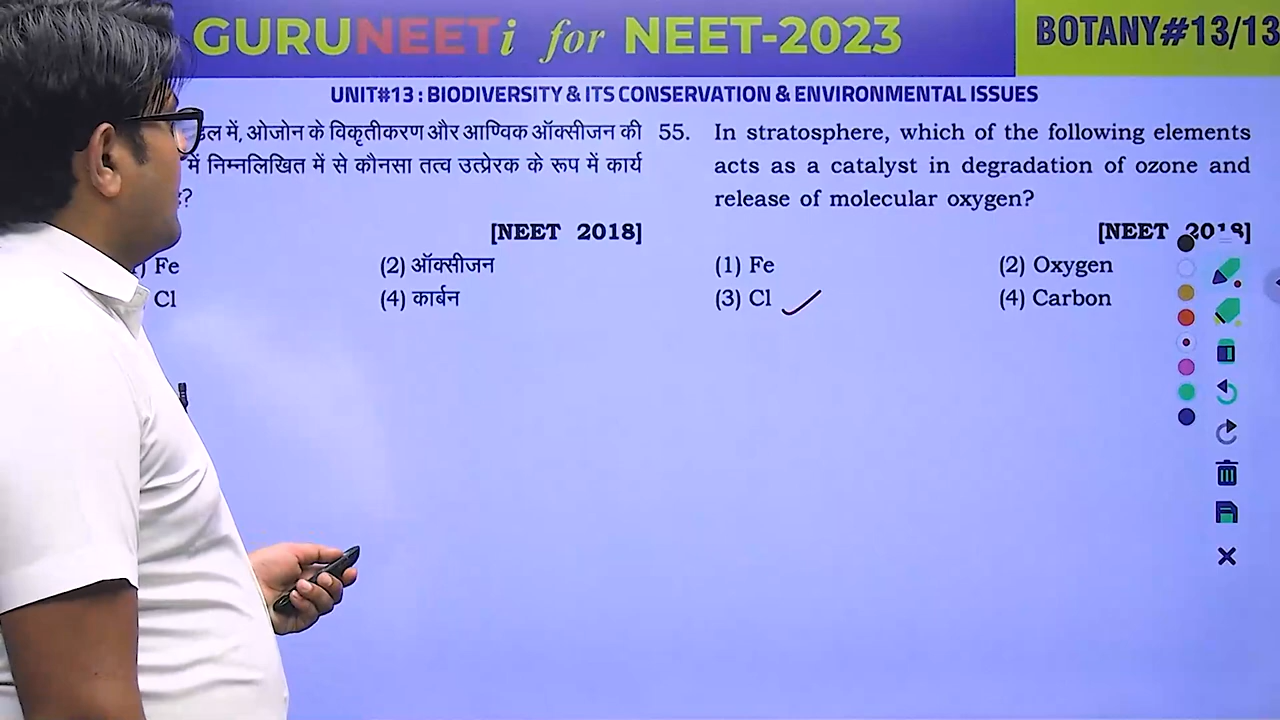 GURUNEETi for NEET-2023
BOTANY#13/13
UNIT#13 : BIODIVERSITY & ITS CONSERVATION & ENVIRONMENTAL ISSUES
में, ओजोन के विकृतीकरण और आण्विक ऑक्सीजन की
में निम्नलिखित में से कौनसा तत्व उत्प्रेरक के रूप में कार्य
?
[NEET 2018]
) Fe
(2) ऑक्सीजन
Cl
(4) कार्बन
55. In stratosphere, which of the following elements
acts as a catalyst in degradation of ozone and
release of molecular oxygen?
[NEET 2018]
(1) Fe
(2) Oxygen
(3) Cl
(4) Carbon